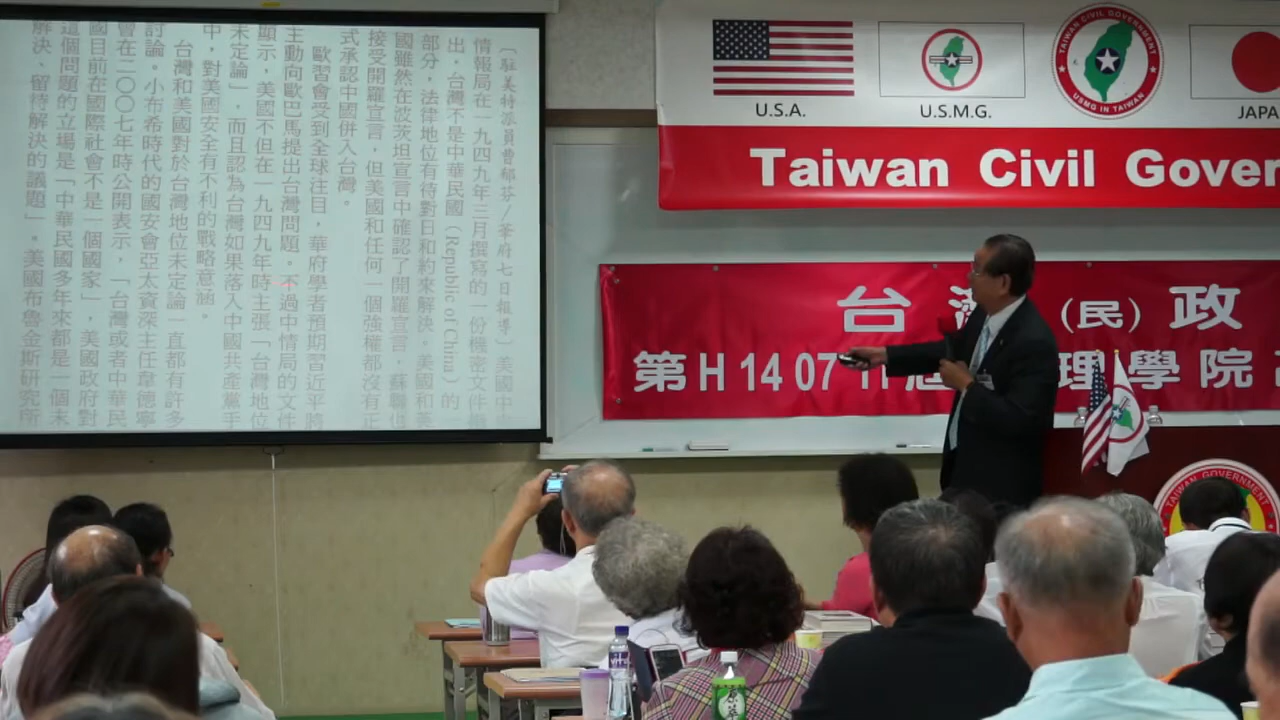 〔駐美特派員曹郁芬/華府七日報導〕美國中
情報局在一九四九年三月撰寫的一份機密文件
出,台灣不是中華民國(Republic of China)的
部分,法律地位有待對日和約來解決。美國和
國雖然在波茨坦宣言中確認了開羅宣言,蘇聯也
接受開羅宣言,但美國和任何一個強權都沒有正
式承認中國併入台灣。
歐習會受到全球注目,華府學者預期習近平將
主動向歐巴馬提出台灣問題。不過中情局的文件
顯示,美國不但在一九四九年時主張「台灣地位
未定論」,而且認為台灣如果落入中國共產黨手
中,對美國安全有不利的戰略意涵。
台灣和美國對於台灣地位未定論一直都有許多
討論。小布希時代的國安會亞太資深主任韋德寧
曾在二〇〇七年時公開表示,「台灣或者中華民
國目前在國際社會不是一個國家」,美國政府對
這個問題的立場是「中華民國多年來都是一個未
解決、留待解決的議題」。美國布魯金斯研究所
U.S.A.
U.S.M.G.
TAIWAN CIVIL GOVERNMENT
USMG IN TAIWAN
JAPA
Taiwan Civil Gover
台 (民) 政
第H 14 07 理學院
TAIWAN GOVERNMENT